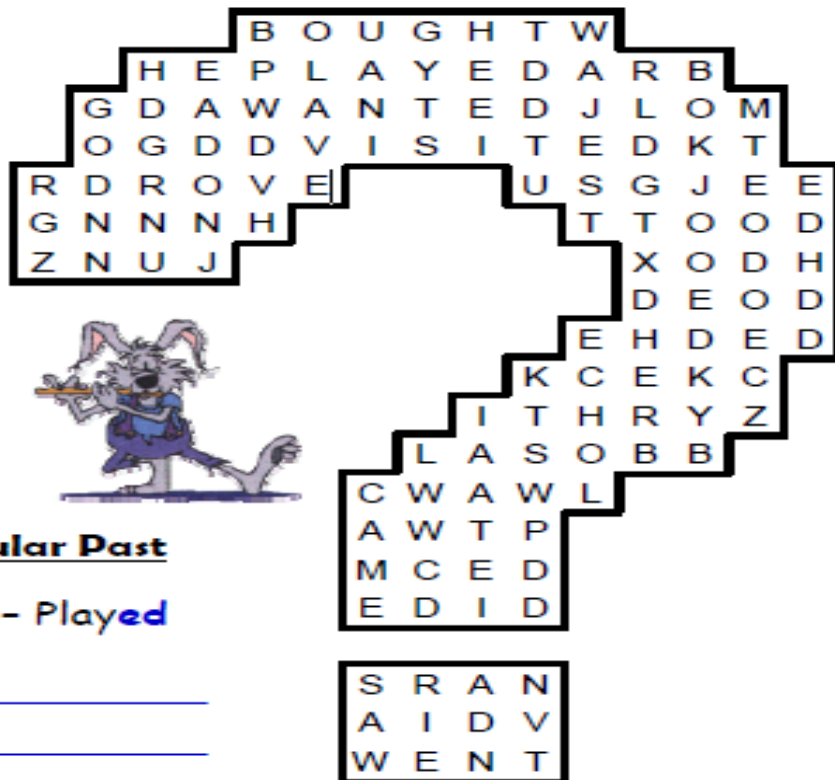 B O U G H T W
H E P L A Y E D A R B
G D A W A N T E D J L O M
O G D D V I S I T E D K T
R D R O V E U S G J E E
G N N N H T T O O D
Z N U J X O D H
D E O D
E H D E D
K C E K C
I T H R Y Z
L A S O B B
C W A W L
A W T P
M C E D
E D I D
ular Past
- Played
S R A N
A I D V
W E N T